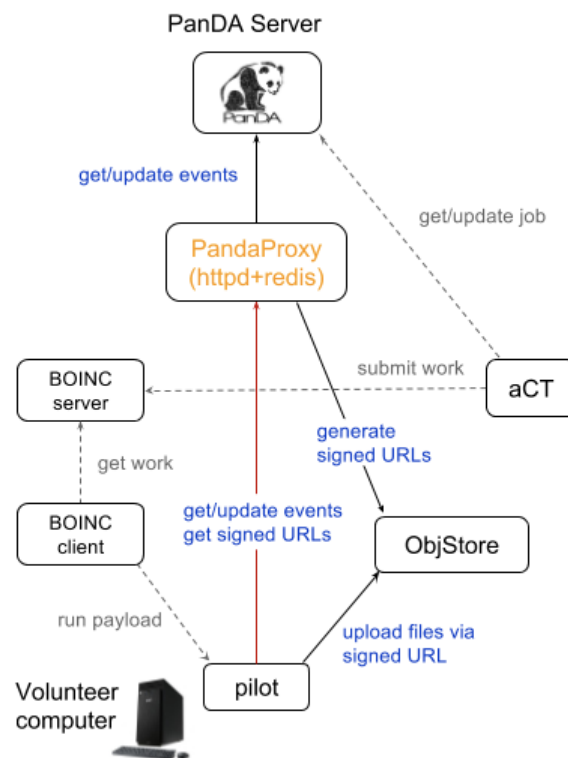 PanDA Server
PanDA
get/update events
get/update job
PandaProxy
(httpd+redis)
submit work
BOINC
server
aCT
generate
signed URLs
get work
get/update events
get signed URLs
BOINC
client
ObjStore
run payload
upload files via
signed URL
pilot
Volunteer
computer